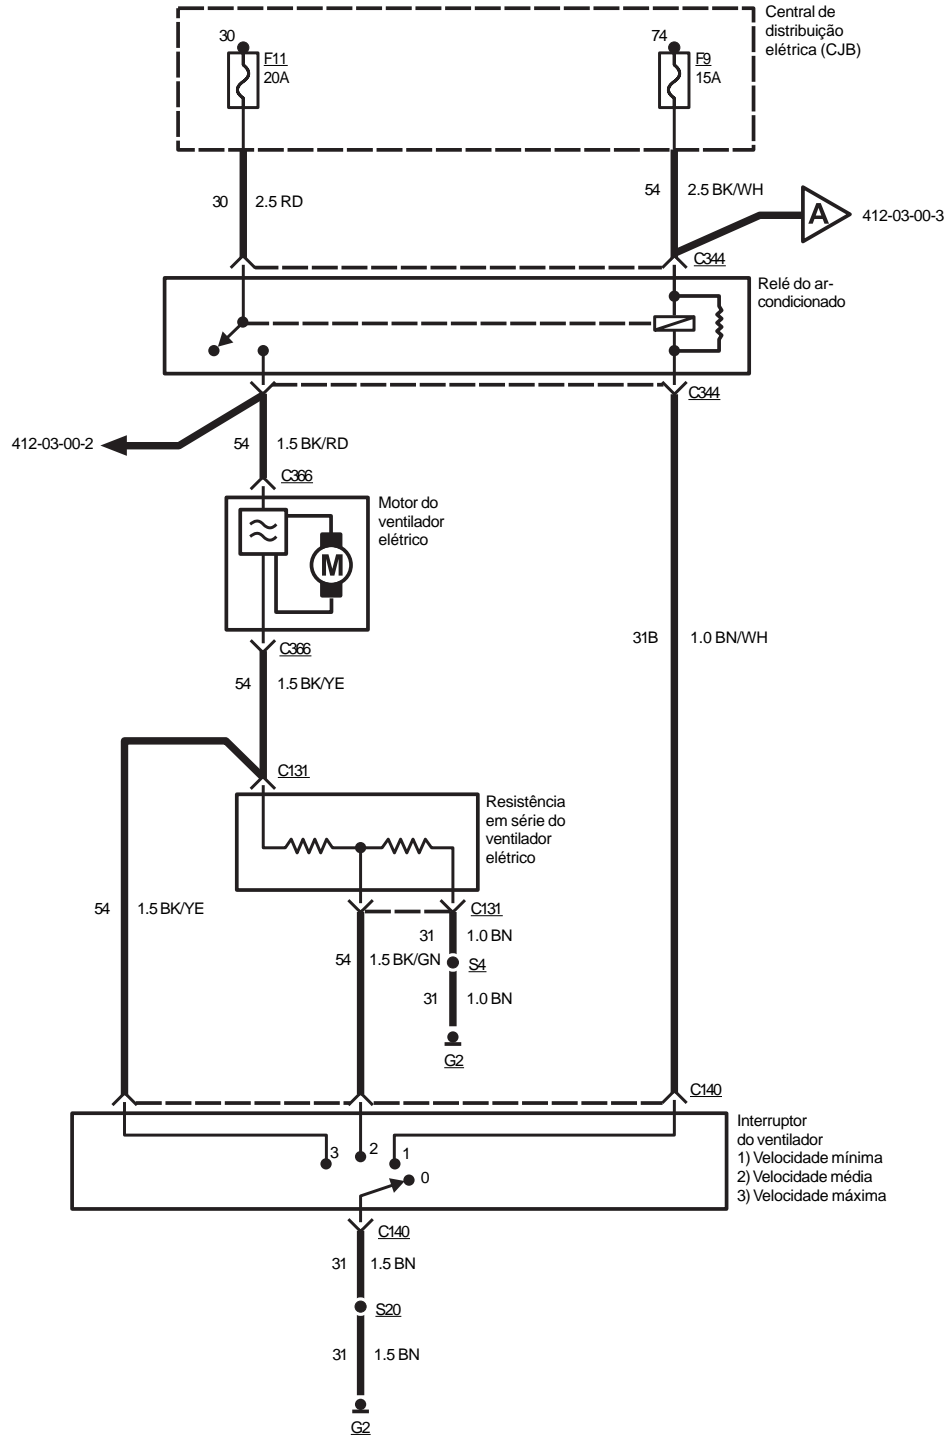 Central de
distribuição
elétrica (CJB)
30
F11
20A
74
F9
15A
30
2.5 RD
54
2.5 BK/WH
A
412-03-00-3
C344
Relé do ar-
condicionado
C344
412-03-00-2
54
1.5 BK/RD
C366
Motor do
ventilador
elétrico
M
31B
1.0 BN/WH
C366
54
1.5 BK/YE
C131
Resistência
em série do
ventilador
elétrico
54
1.5 BK/YE
C131
31
1.0 BN
54
1.5 BK/GN
S4
31
1.0 BN
G2
C140
Interruptor
do ventilador
1) Velocidade mínima
2) Velocidade média
3) Velocidade máxima
3
2
1
0
C140
31
1.5 BN
S20
31
1.5 BN
G2